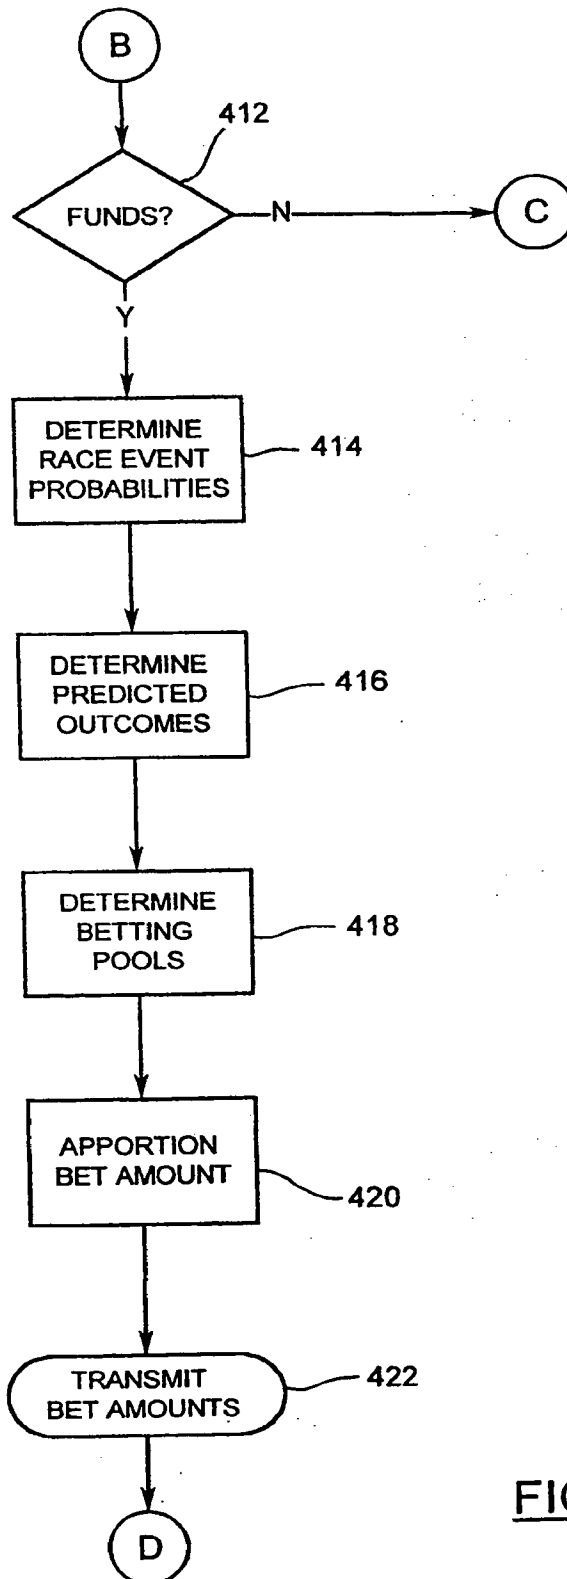 B
412
FUNDS?
N
C
Y
DETERMINE
RACE EVENT
PROBABILITIES
414
DETERMINE
PREDICTED
OUTCOMES
416
DETERMINE
BETTING
POOLS
418
APPORTION
BET AMOUNT
420
TRANSMIT
BET AMOUNTS
422
D